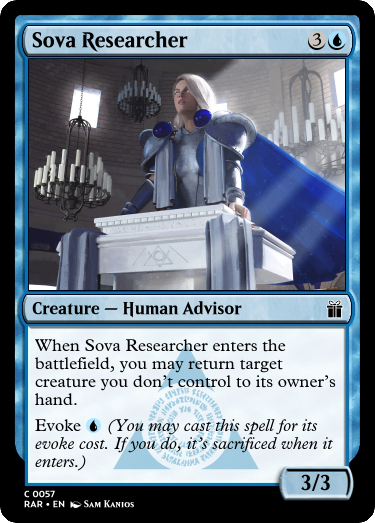 Sova Researcher 3
Creature — Human Advisor
When Sova Researcher enters the
battlefield, you may return target
creature you don't control to its owner's
hand.
Evoke (You may cast this spell for its
evoke cost. If you do, it's sacrificed when it
enters.)
3/3
C 0057
RAR • EN Sam Kanios